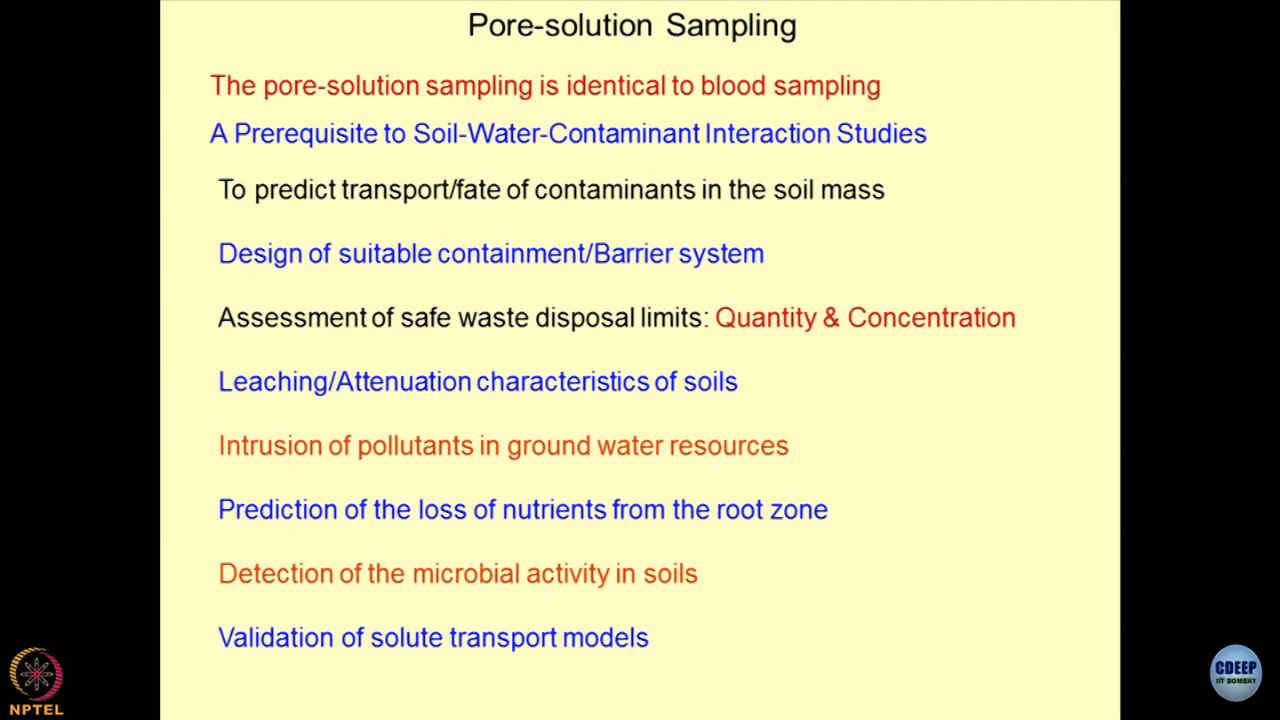 Pore-solution Sampling
The pore-solution sampling is identical to blood sampling
A Prerequisite to Soil-Water-Contaminant Interaction Studies
To predict transport/fate of contaminants in the soil mass
Design of suitable containment/Barrier system
Assessment of safe waste disposal limits: Quantity & Concentration
Leaching/Attenuation characteristics of soils
Intrusion of pollutants in ground water resources
Prediction of the loss of nutrients from the root zone
Detection of the microbial activity in soils
Validation of solute transport models
NPTEL
CDEEP
IIT BOMBAY